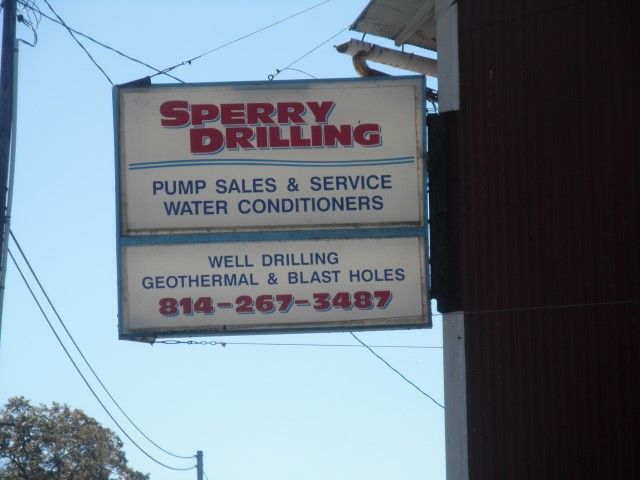 SPERRY
DRILLING
PUMP SALES & SERVICE
WATER CONDITIONERS
WELL DRILLING
GEOTHERMAL & BLAST HOLES
814-267-3487